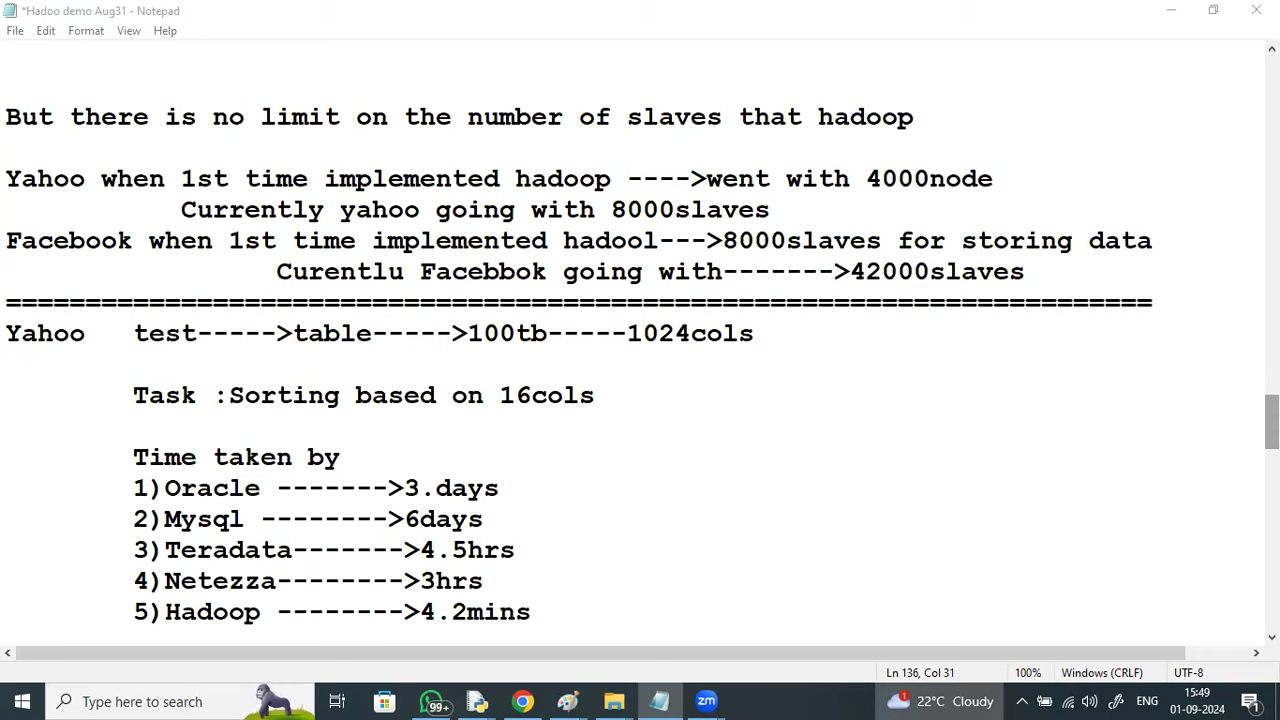 *Hadoo demo Aug31 - Notepad
File Edit Format View Help
But there is no limit on the number of slaves that hadoop
Yahoo when 1st time implemented hadoop ---->went with 4000node
Currently yahoo going with 8000slaves
Facebook when 1st time implemented hadool--->8000slaves for storing data
Curentlu Facebbok going with------->42000slaves
========================================================================
Yahoo test----->table----->100tb-----1024cols
Task :Sorting based on 16cols
Time taken by
1)Oracle ------->3.days
2)Mysql -------->6days
3)Teradata------->4.5hrs
4)Netezza-------->3hrs
5)Hadoop -------->4.2mins
Ln 136, Col 31 100% Windows (CRLF) UTF-8
Type here to search 99+ 1 22°C Cloudy ENG 15:49
01-09-2024 1